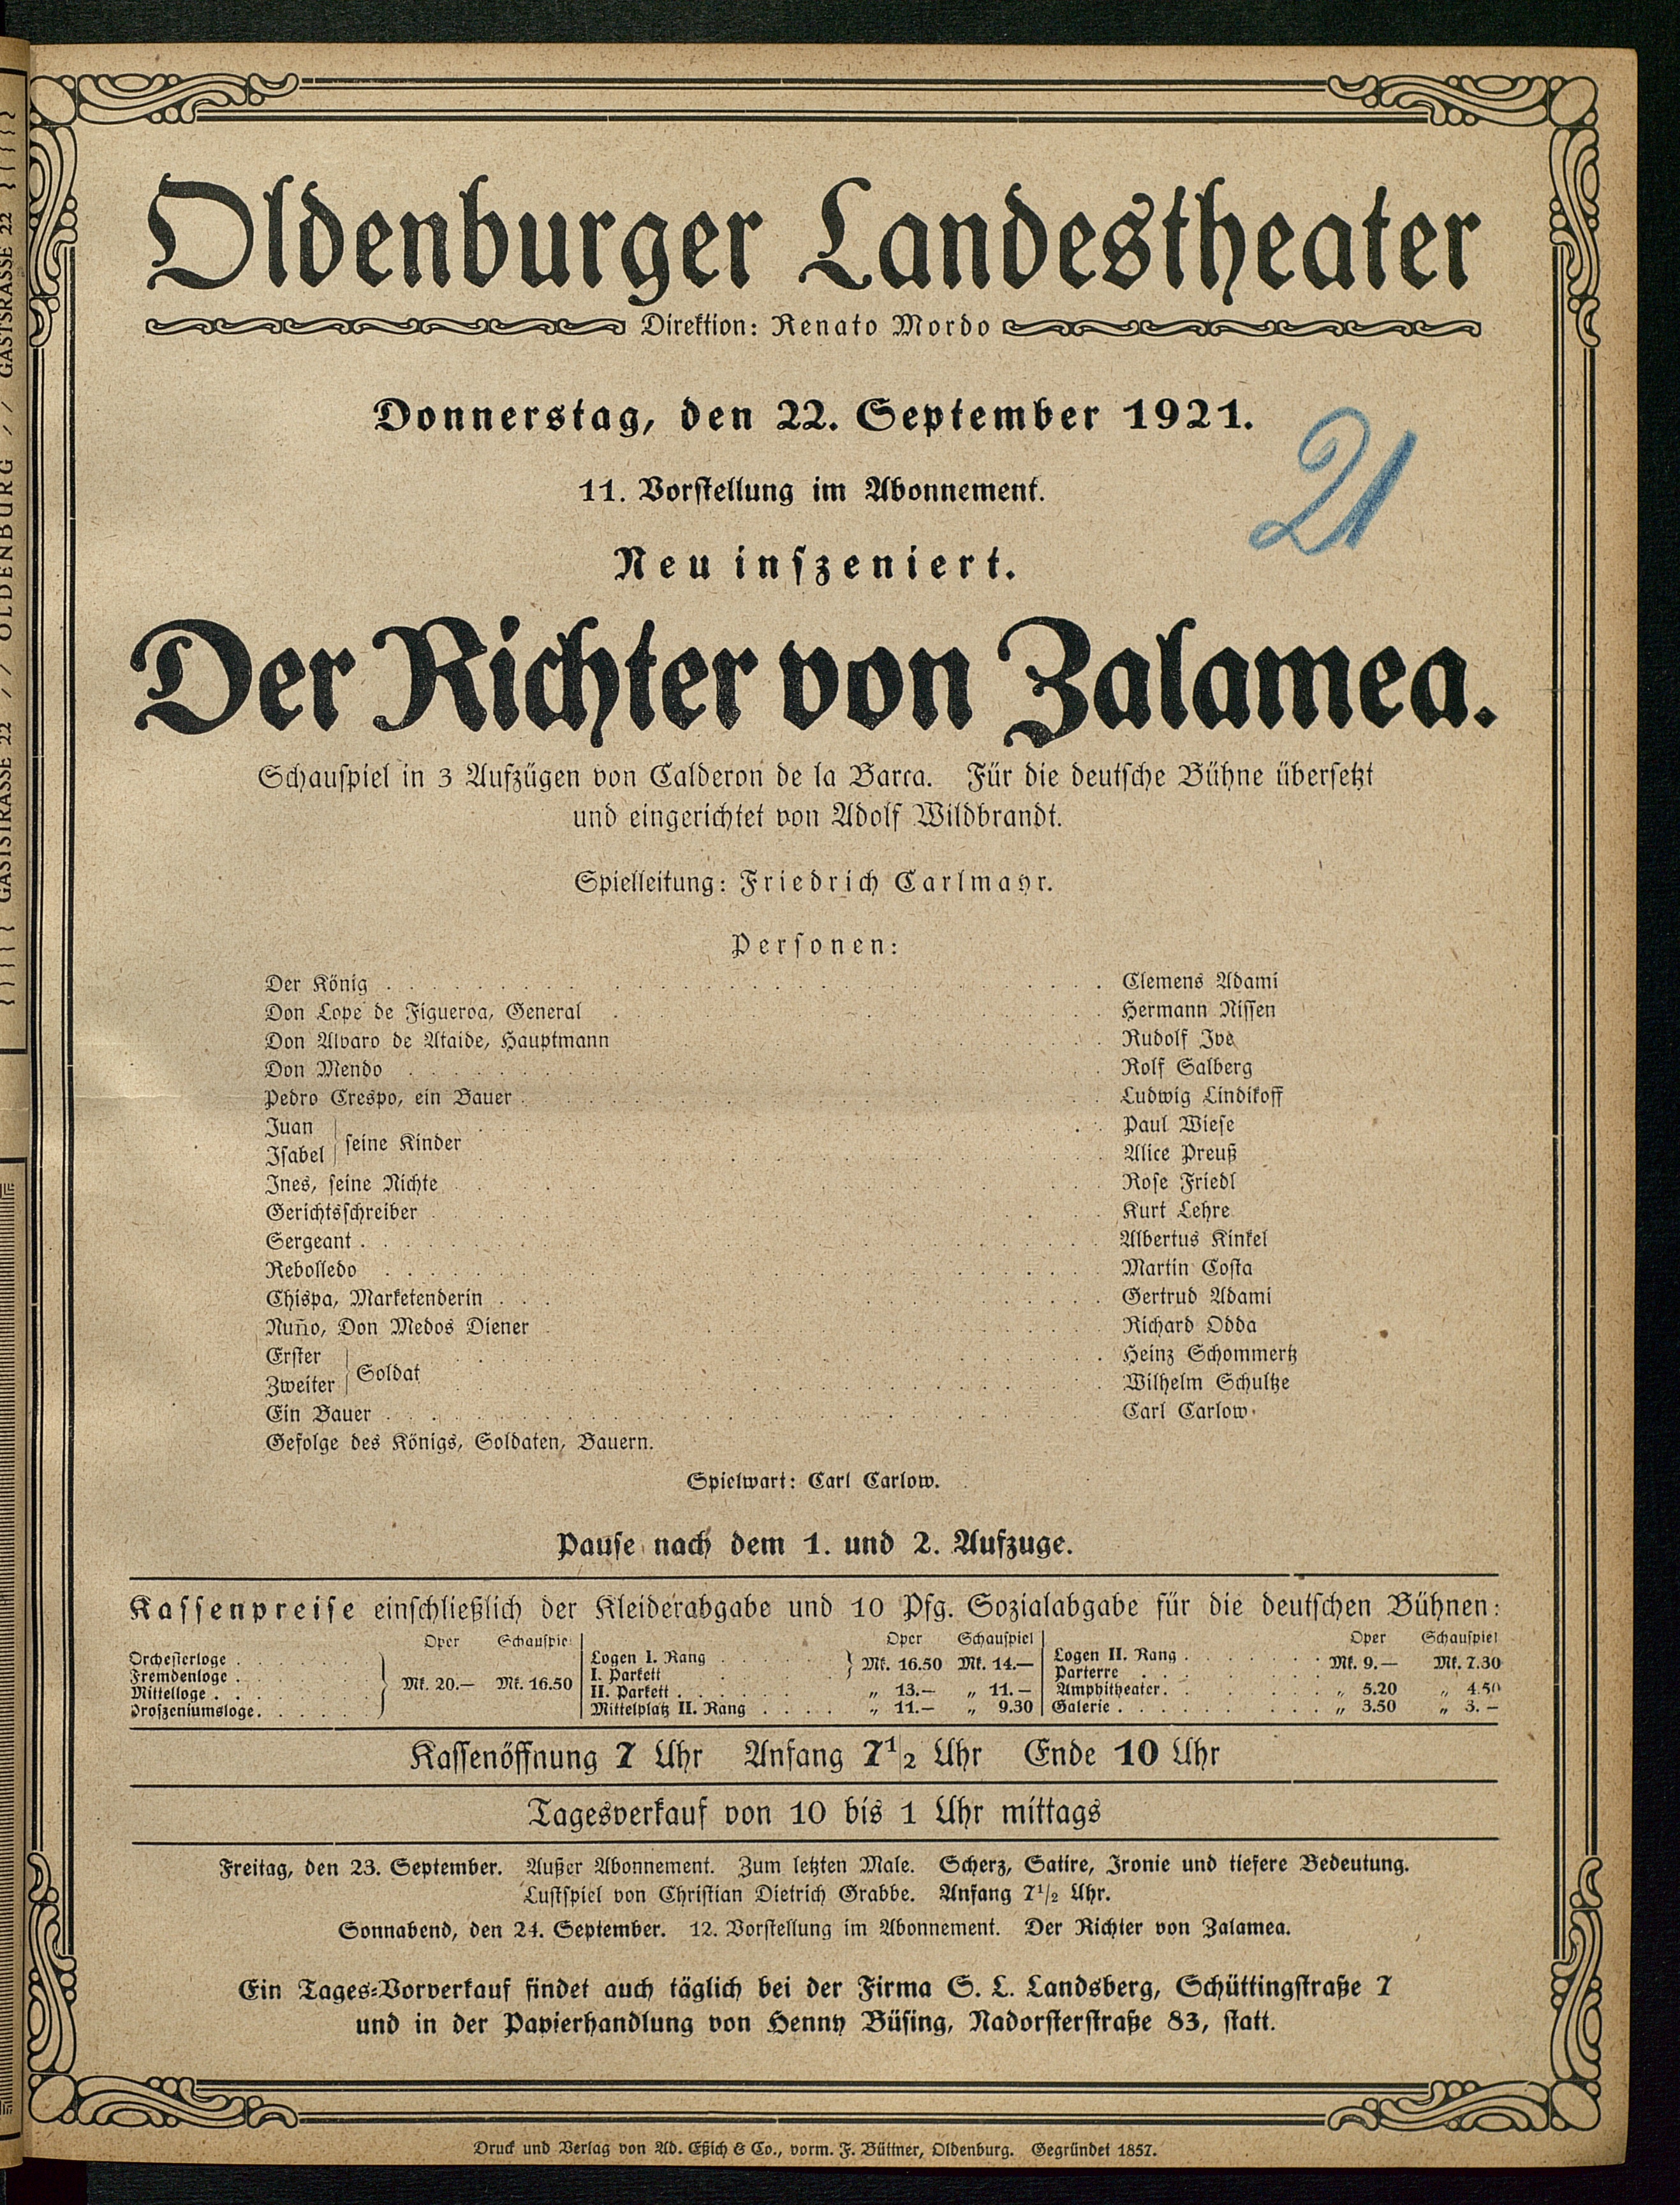 Oldenburger Landestheater
Direktion: Renato Mordo
Donnerstag, den 22. September 1921.
21
11. Vorstellung im Abonnement.
Neu inszeniert.
Der Richter von Zalamea.
Schauspiel in 3 Aufzügen von Calderon de la Barca. Für die deutsche Bühne übersetzt
und eingerichtet von Adolf Wildbrandt.
Spielleitung: Friedrich Carlmayr.
Personen:
Der König . . . . Clemens Adami
Don Lope de Figueroa, General . . . . Hermann Nissen
Don Alvaro de Ataide, Hauptmann . . . . Rudolf Ive
Don Mendo . . . . Rolf Salberg
Pedro Crespo, ein Bauer . . . . Ludwig Lindikoff
Juan } seine Kinder . . . . Paul Wiese
Isabel } . . . . Alice Preuß
Ines, seine Nichte . . . . Rose Friedl
Gerichtsschreiber . . . . Kurt Lehre
Sergeant . . . . Albertus Kinkel
Rebolledo . . . . Martin Costa
Chispa, Marketenderin . . . . Gertrud Adami
Nuño, Don Medos Diener . . . . Richard Odda
Erster } Soldat . . . . Heinz Schommertz
Zweiter } . . . . Wilhelm Schultze
Ein Bauer . . . . Carl Carlow
Gefolge des Königs, Soldaten, Bauern.
Spielwart: Carl Carlow.
Pause nach dem 1. und 2. Aufzuge.
Kassenpreise einschließlich der Kleiderabgabe und 10 Pfg. Sozialabgabe für die deutschen Bühnen:
Oper Schauspiel
Orchesterloge . . . .
Fremdenloge . . . .
Mittelloge . . . .
Proszeniumsloge . . . .
Mk. 20.— Mk. 16.50
Oper Schauspiel
Logen I. Rang . . . .
I. Parkett . . . .
Mk. 16.50 Mk. 14.—
II. Parkett . . . . „ 13.— „ 11.—
Mittelplatz II. Rang . . . . „ 11.— „ 9.30
Oper Schauspiel
Logen II. Rang . . . .
Parterre . . . .
Mk. 9.— Mk. 7.30
Amphitheater . . . . „ 5.20 „ 4.50
Galerie . . . . „ 3.50 „ 3.—
Kassenöffnung 7 Uhr Anfang 7 1/2 Uhr Ende 10 Uhr
Tagesverkauf von 10 bis 1 Uhr mittags
Freitag, den 23. September. Außer Abonnement. Zum letzten Male. Scherz, Satire, Ironie und tiefere Bedeutung.
Lustspiel von Christian Dietrich Grabbe. Anfang 7 1/2 Uhr.
Sonnabend, den 24. September. 12. Vorstellung im Abonnement. Der Richter von Zalamea.
Ein Tages-Vorverkauf findet auch täglich bei der Firma S. L. Landsberg, Schüttingstraße 7
und in der Papierhandlung von Henny Büsing, Nadorsterstraße 83, statt.
Druck und Verlag von Ad. Eßich & Co., vorm. F. Büttner, Oldenburg. Gegründet 1857.
GASTSTRASSE 22 // OLDENBURG // GASTSRASSE 22